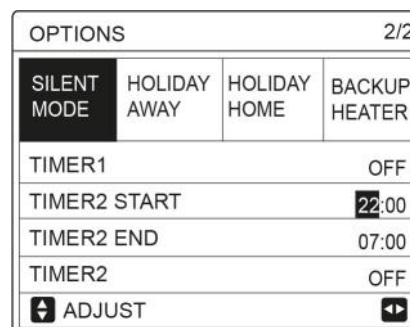 OPTIONS 2/2
SILENT MODE HOLIDAY AWAY HOLIDAY HOME BACKUP HEATER
TIMER1 OFF
TIMER2 START 22:00
TIMER2 END 07:00
TIMER2 OFF
ADJUST